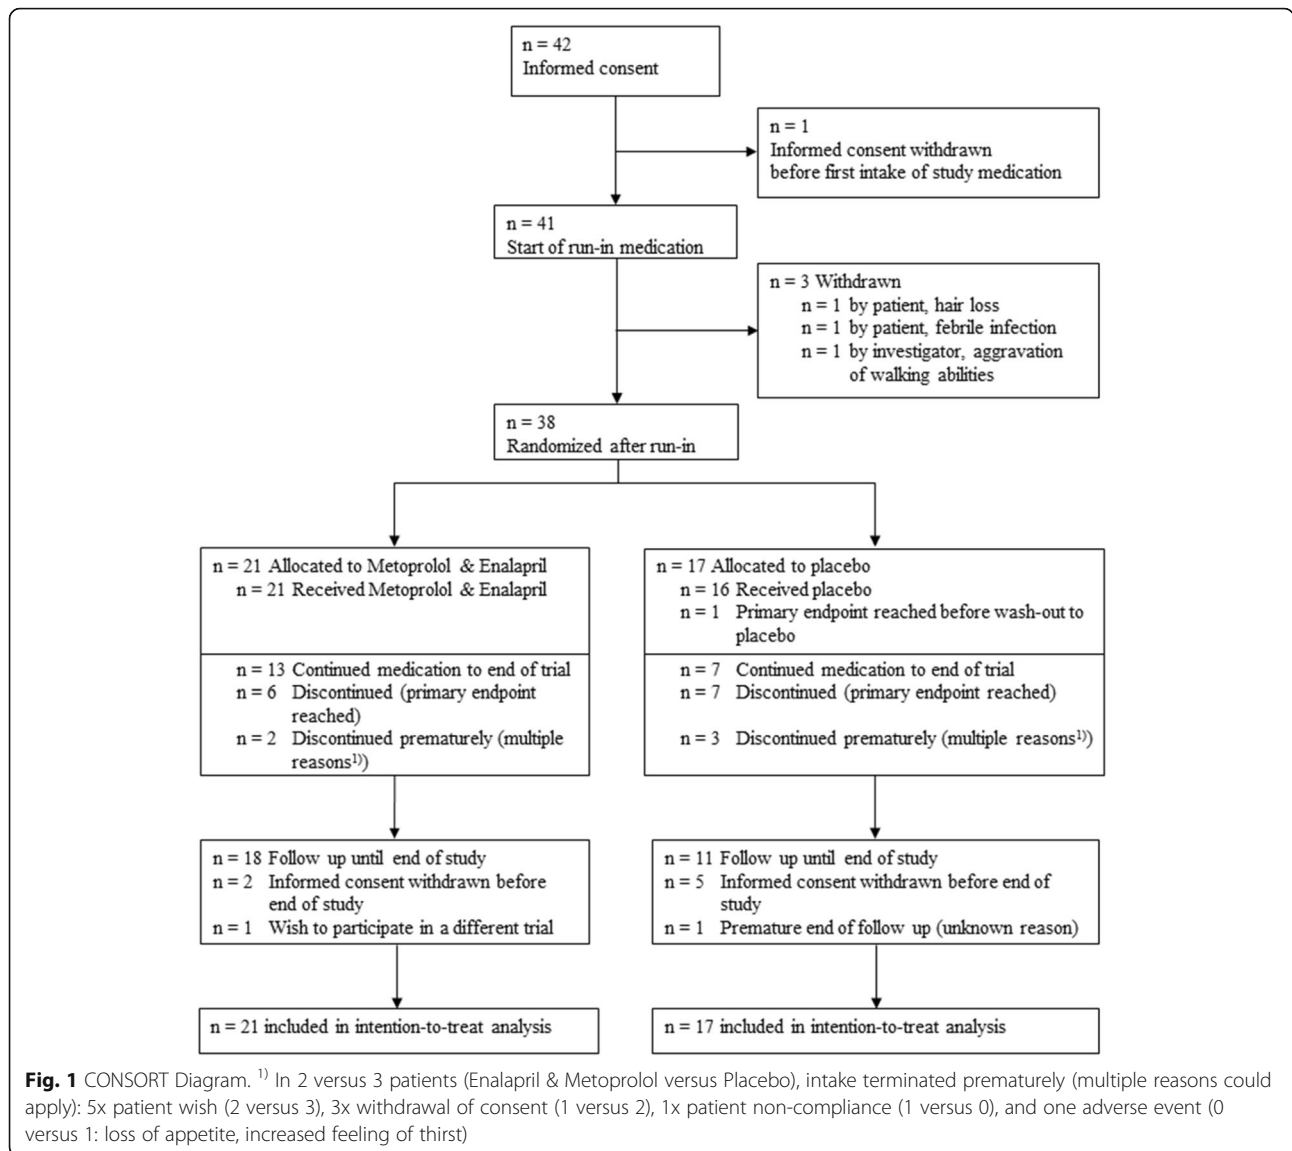 n = 42
Informed consent
n = 1
Informed consent withdrawn
before first intake of study medication
n = 41
Start of run-in medication
n = 3 Withdrawn
n = 1 by patient, hair loss
n = 1 by patient, febrile infection
n = 1 by investigator, aggravation
of walking abilities
n = 38
Randomized after run-in
n = 21 Allocated to Metoprolol & Enalapril
n = 21 Received Metoprolol & Enalapril
n = 13 Continued medication to end of trial
n = 6 Discontinued (primary endpoint
reached)
n = 2 Discontinued prematurely (multiple
reasons¹⁾)
n = 17 Allocated to placebo
n = 16 Received placebo
n = 1 Primary endpoint reached before wash-out to
placebo
n = 7 Continued medication to end of trial
n = 7 Discontinued (primary endpoint reached)
n = 3 Discontinued prematurely (multiple reasons¹⁾)
n = 18 Follow up until end of study
n = 2 Informed consent withdrawn before
end of study
n = 1 Wish to participate in a different trial
n = 11 Follow up until end of study
n = 5 Informed consent withdrawn before end of
study
n = 1 Premature end of follow up (unknown reason)
n = 21 included in intention-to-treat analysis
n = 17 included in intention-to-treat analysis
Fig. 1 CONSORT Diagram. ¹⁾ In 2 versus 3 patients (Enalapril & Metoprolol versus Placebo), intake terminated prematurely (multiple reasons could
apply): 5x patient wish (2 versus 3), 3x withdrawal of consent (1 versus 2), 1x patient non-compliance (1 versus 0), and one adverse event (0
versus 1: loss of appetite, increased feeling of thirst)